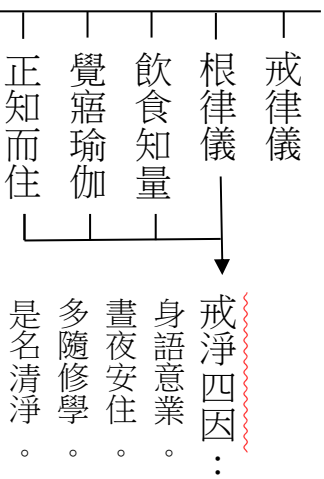 戒律儀
根律儀
飲食知量
覺寤瑜伽
正知而住
戒淨四因：
身語意業。
晝夜安住。
多隨修學。
是名清淨。